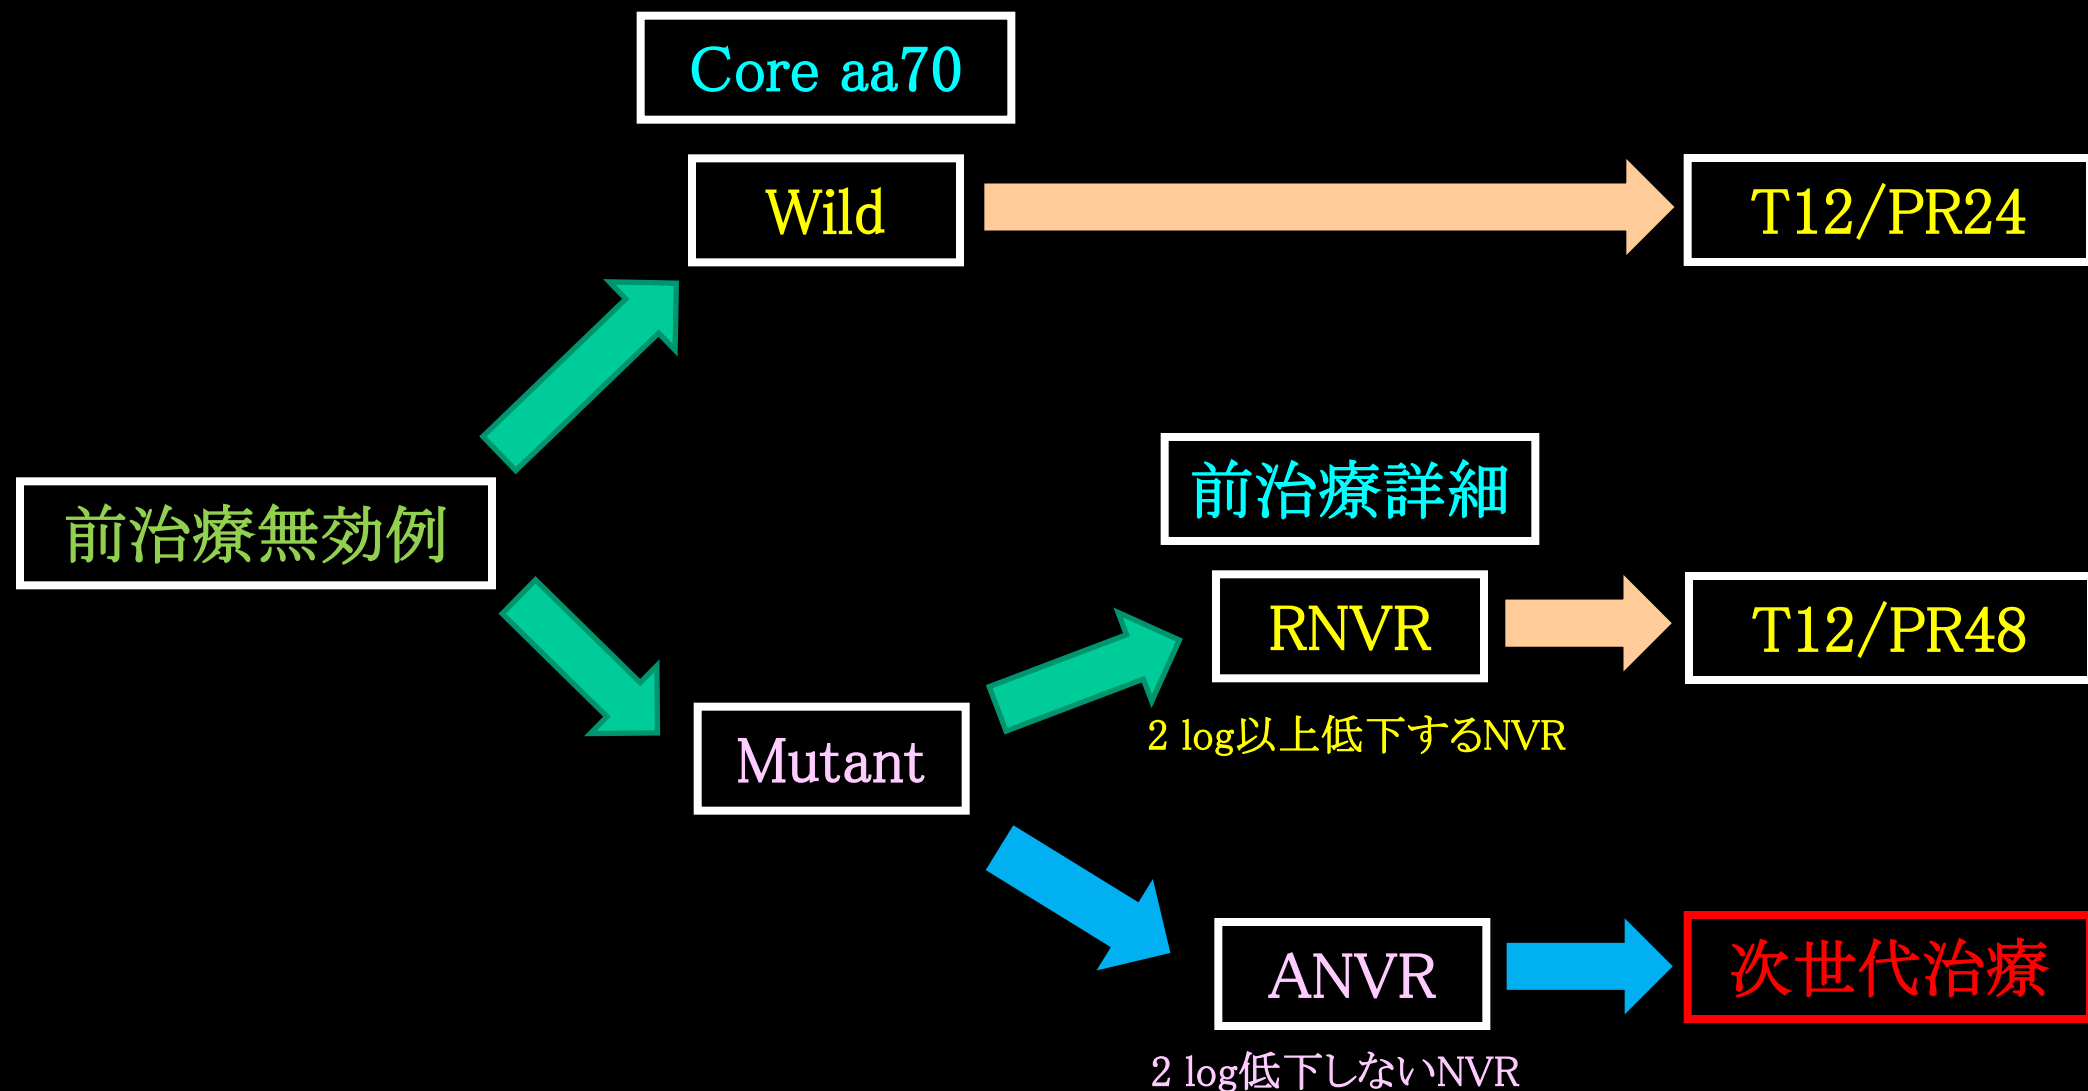 Core aa70
Wild
T12/PR24
前治療無効例
前治療詳細
RNVR
T12/PR48
2 log以上低下するNVR
Mutant
ANVR
次世代治療
2 log低下しないNVR